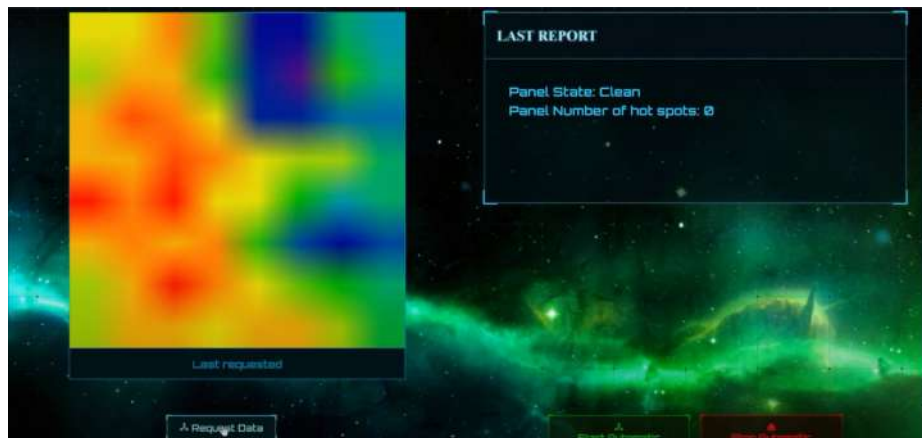 LAST REPORT
Panel State: Clean
Panel Number of hot spots: 0
Last requested
Request Data